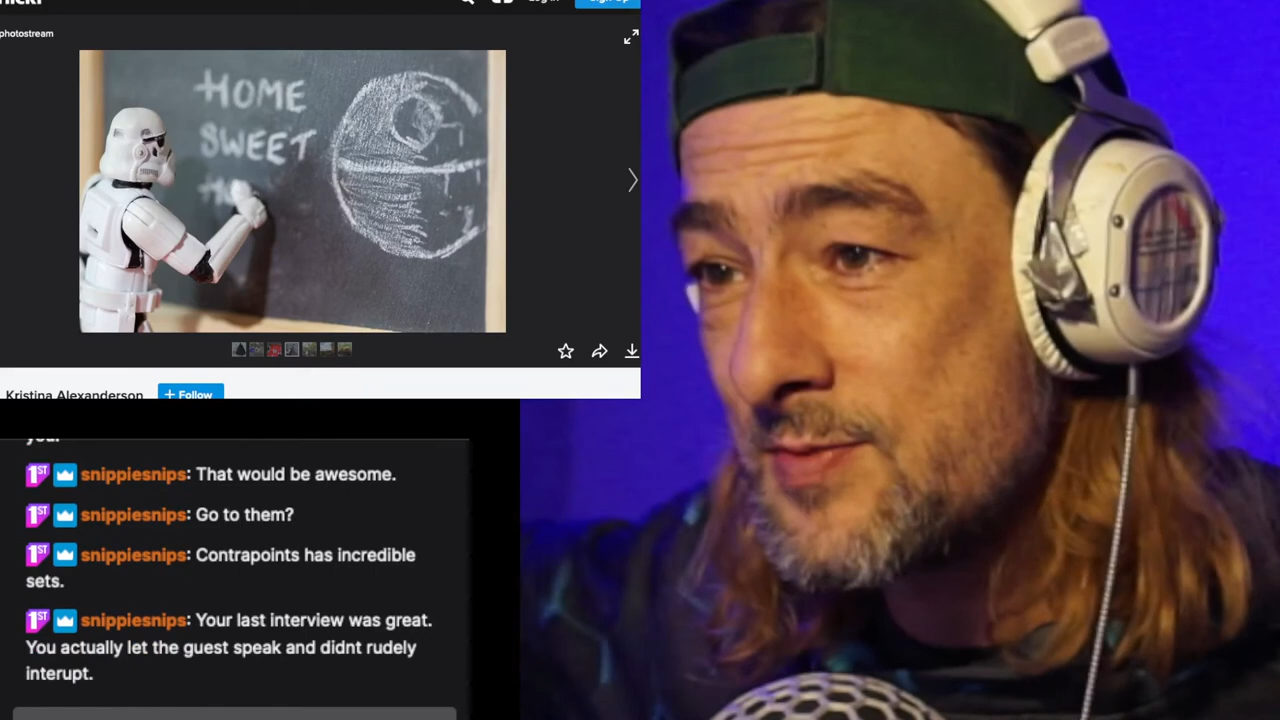 photostream
HOME
SWEET
Kristina Alexanderson
+ Follow
snippiesnips: That would be awesome.
snippiesnips: Go to them?
snippiesnips: Contrapoints has incredible
sets.
snippiesnips: Your last interview was great.
You actually let the guest speak and didnt rudely
interupt.